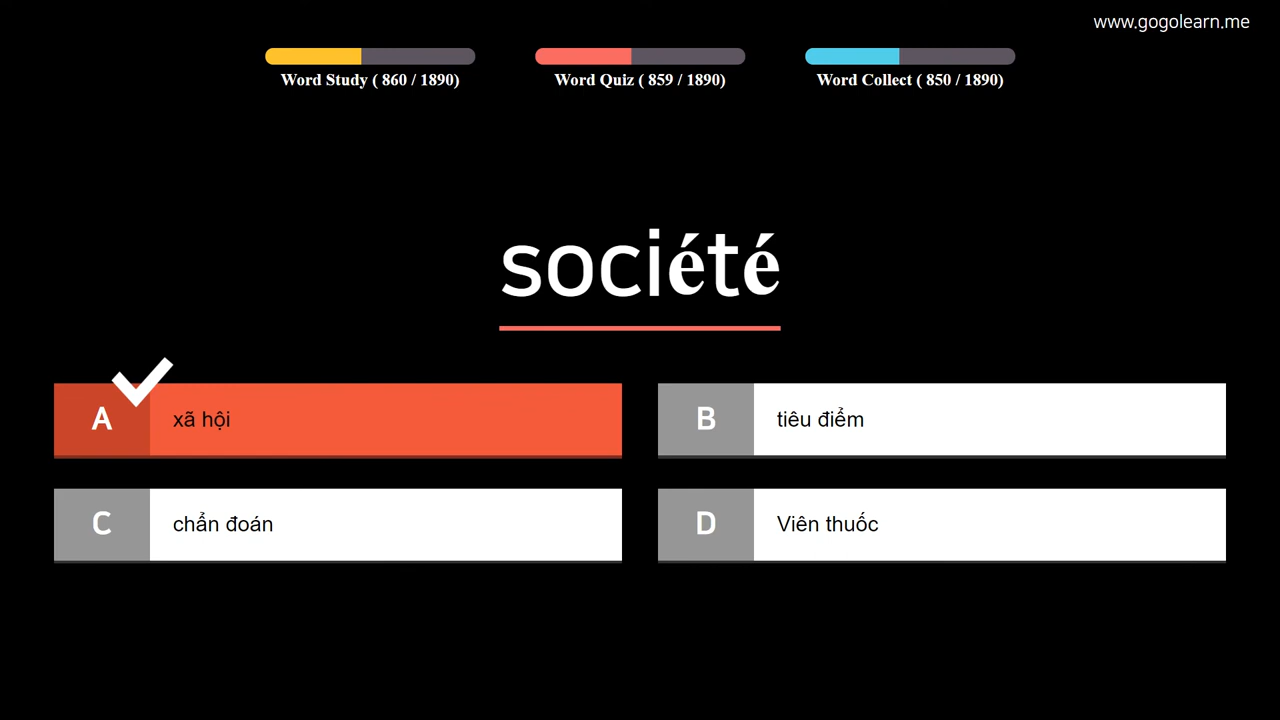 www.gogolearn.me
Word Study ( 860 / 1890)
Word Quiz ( 859 / 1890)
Word Collect ( 850 / 1890)
société
A xã hội
B tiêu điểm
C chẩn đoán
D Viên thuốc